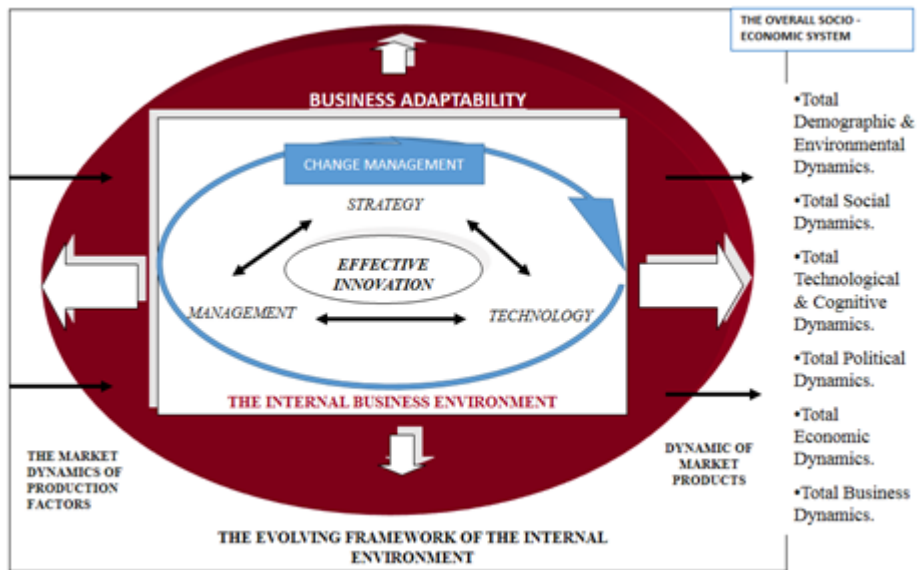 THE OVERALL SOCIO -
ECONOMIC SYSTEM
BUSINESS ADAPTABILITY
CHANGE MANAGEMENT
STRATEGY
EFFECTIVE
INNOVATION
MANAGEMENT
TECHNOLOGY
THE INTERNAL BUSINESS ENVIRONMENT
THE MARKET
DYNAMICS OF
PRODUCTION
FACTORS
DYNAMIC OF
MARKET
PRODUCTS
THE EVOLVING FRAMEWORK OF THE INTERNAL
ENVIRONMENT
•Total
Demographic &
Environmental
Dynamics.
•Total Social
Dynamics.
•Total
Technological
& Cognitive
Dynamics.
•Total Political
Dynamics.
•Total
Economic
Dynamics.
•Total Business
Dynamics.